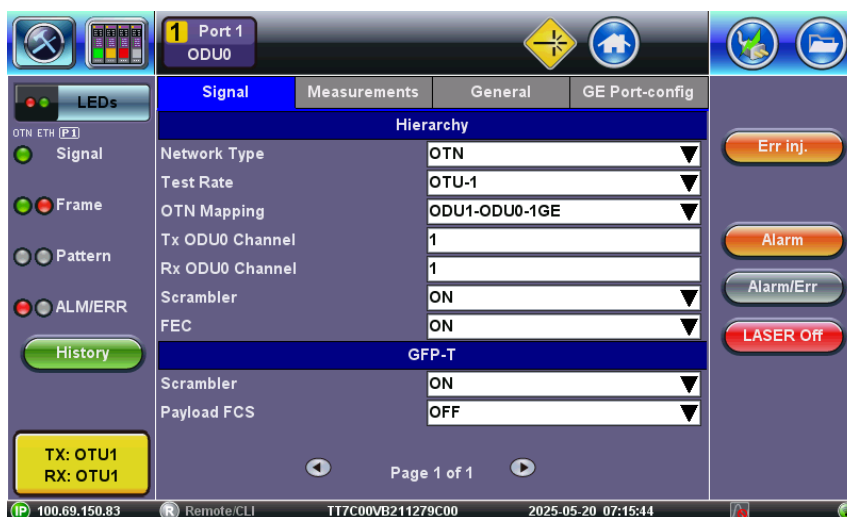 1 Port 1
ODU0
LEDs
OTN ETH P1
Signal
Frame
Pattern
ALM/ERR
History
TX: OTU1
RX: OTU1
Signal Measurements General GE Port-config
Hierarchy
Network Type OTN
Test Rate OTU-1
OTN Mapping ODU1-ODU0-1GE
Tx ODU0 Channel 1
Rx ODU0 Channel 1
Scrambler ON
FEC ON
GFP-T
Scrambler ON
Payload FCS OFF
Page 1 of 1
Err inj.
Alarm
Alarm/Err
LASER Off
IP 100.69.150.83 R Remote/CLI TT7C00VB211279C00 2025-05-20 07:15:44